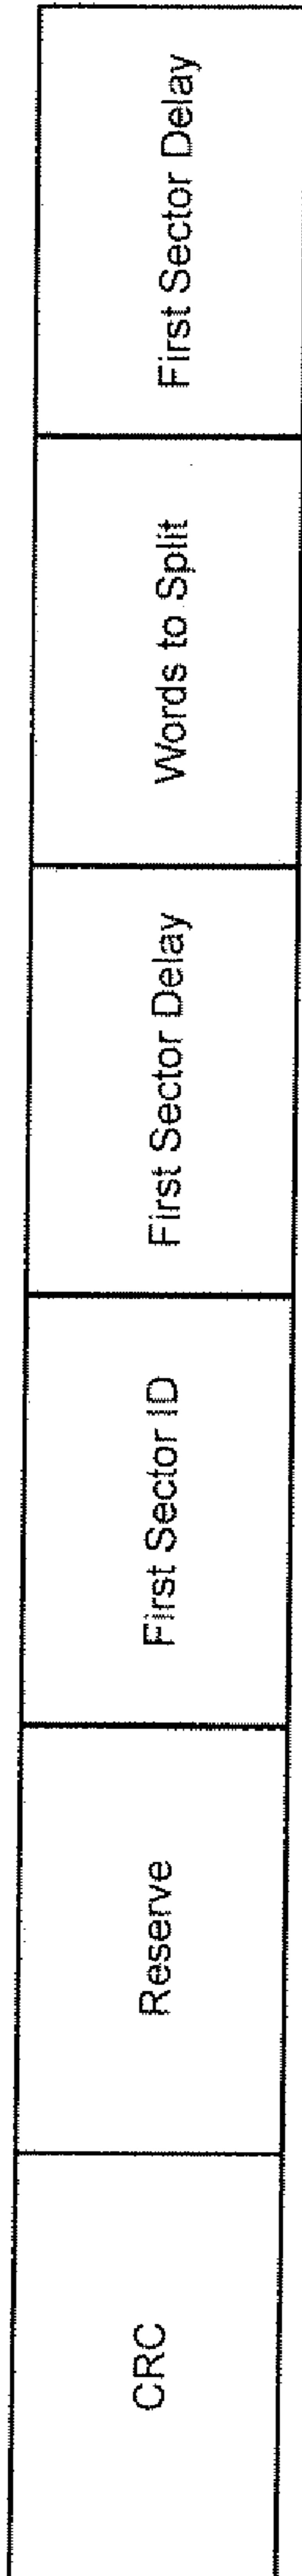 CRC
Reserve
First Sector ID
First Sector Delay
Words to Split
First Sector Delay